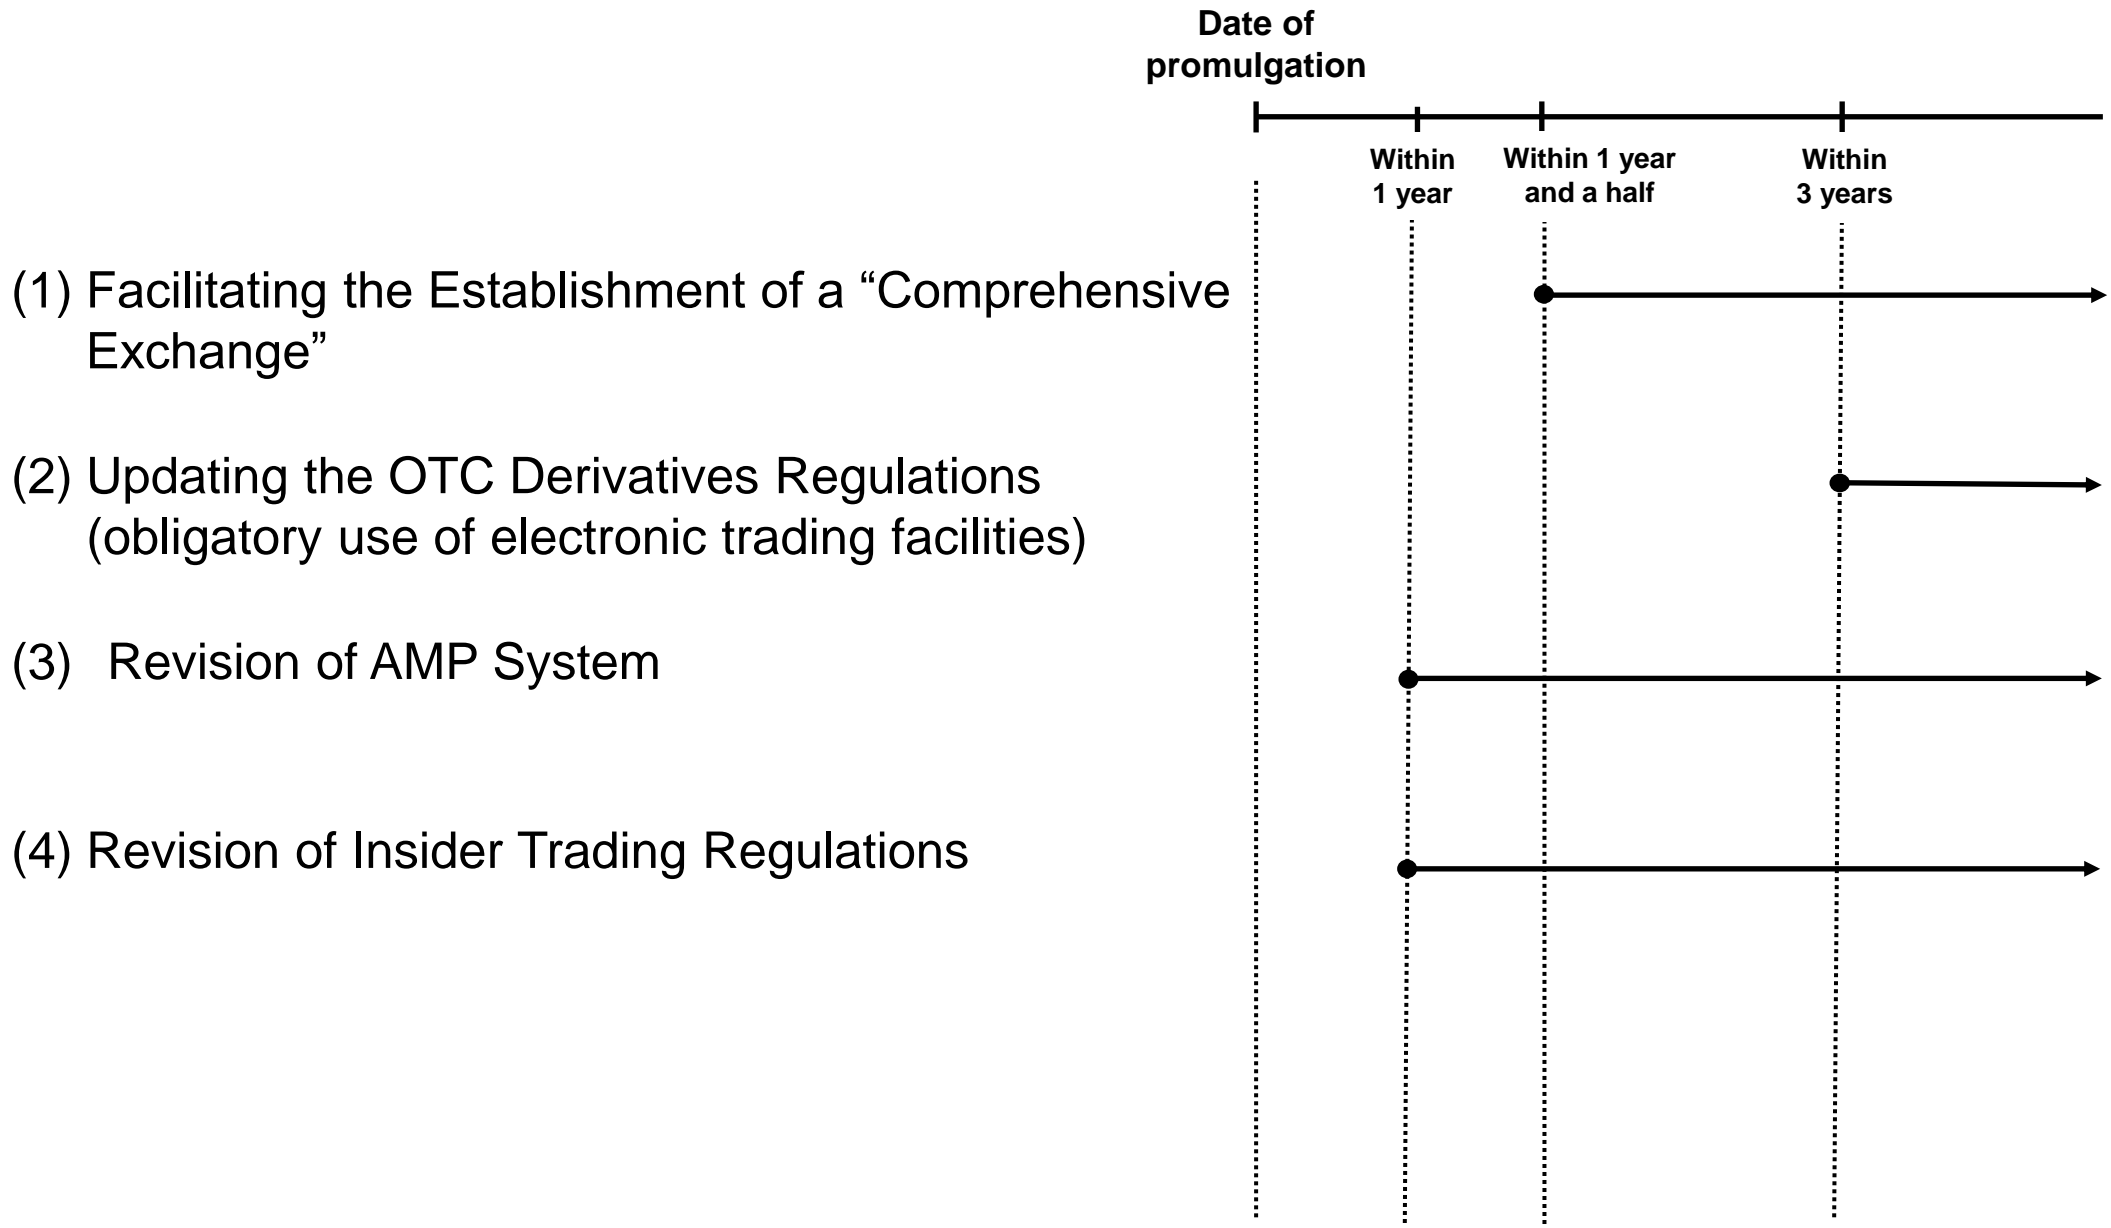 Date of
promulgation
Within
1 year
Within 1 year
and a half
Within
3 years
(1) Facilitating the Establishment of a “Comprehensive
Exchange”
(2) Updating the OTC Derivatives Regulations
(obligatory use of electronic trading facilities)
(3) Revision of AMP System
(4) Revision of Insider Trading Regulations